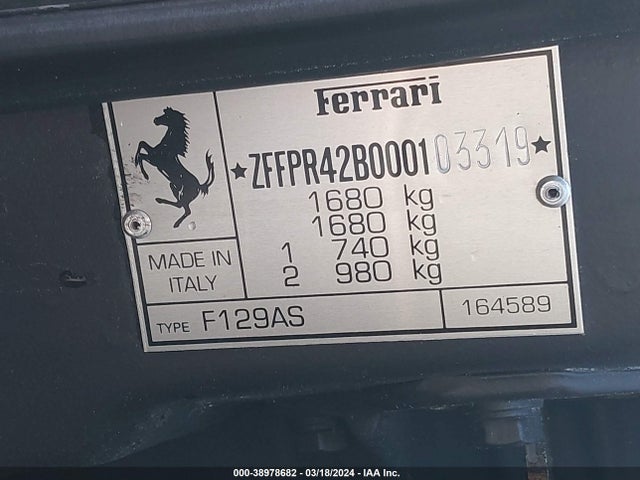 Ferrari
★ZFFPR42B000103319★
1680 kg
1680 kg
1 740 kg
2 980 kg
MADE IN
ITALY
TYPE F129AS
164589
000-38978682 - 03/18/2024 - IAA Inc.